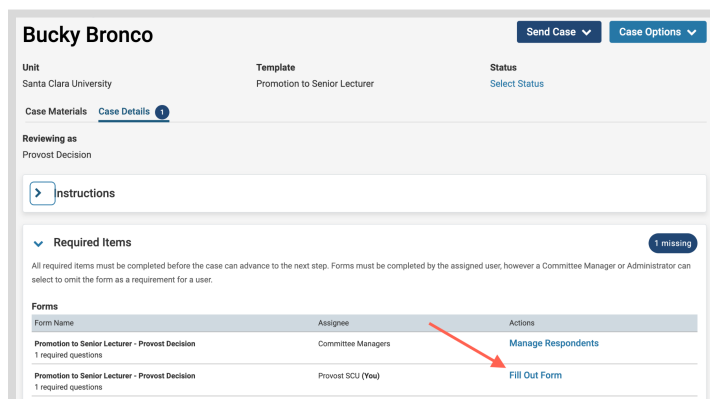 Bucky Bronco
Send Case
Case Options
Unit
Template
Status
Santa Clara University
Promotion to Senior Lecturer
Select Status
Case Materials
Case Details 1
Reviewing as
Provost Decision
Instructions
Required Items
1 missing
All required items must be completed before the case can advance to the next step. Forms must be completed by the assigned user, however a Committee Manager or Administrator can
select to omit the form as a requirement for a user.
Forms
Form Name
Assignee
Actions
Promotion to Senior Lecturer - Provost Decision
Committee Managers
Manage Respondents
1 required questions
Promotion to Senior Lecturer - Provost Decision
Provost SCU (You)
Fill Out Form
1 required questions